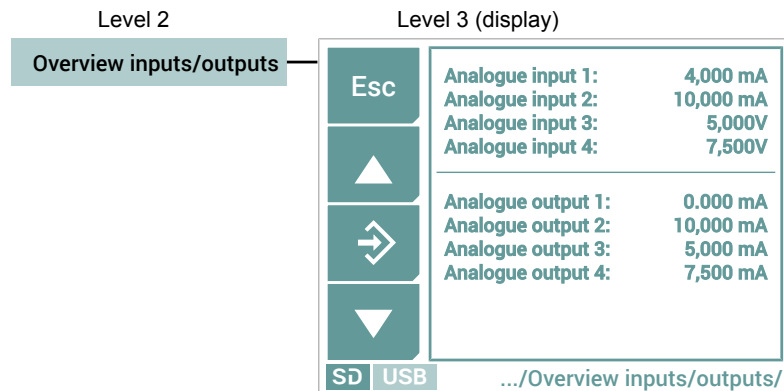 Level 2
Level 3 (display)
Overview inputs/outputs
Esc
Analogue input 1: 4,000 mA
Analogue input 2: 10,000 mA
Analogue input 3: 5,000V
Analogue input 4: 7,500V
Analogue output 1: 0.000 mA
Analogue output 2: 10,000 mA
Analogue output 3: 5,000 mA
Analogue output 4: 7,500 mA
SD USB .../Overview inputs/outputs/